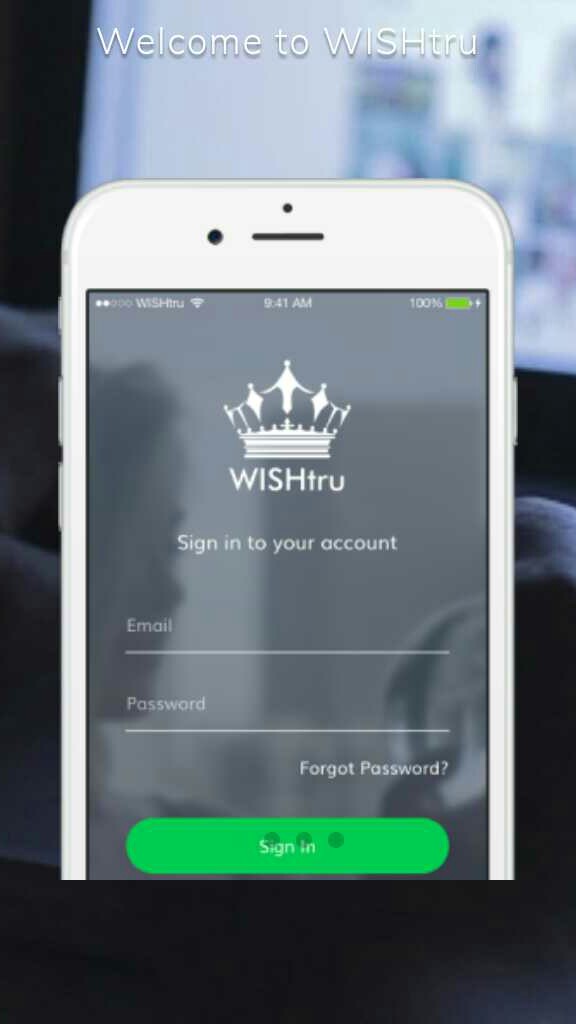 Welcome to WISHtru
WISHtru 9:41 AM 100%
WISHtru
Sign in to your account
Email
Password
Forgot Password?
Sign In